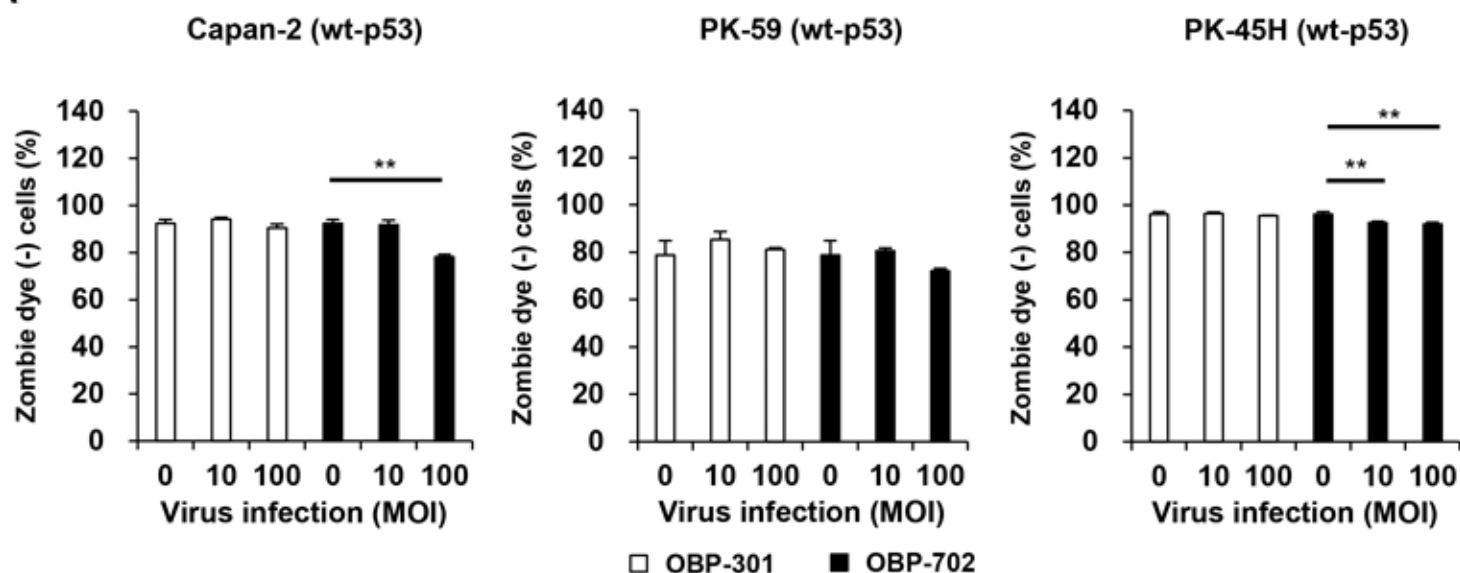 Capan-2 (wt-p53)
Zombie dye (-) cells (%)
140
120
100
80
60
40
20
0
**
0 10 100 0 10 100
Virus infection (MOI)
PK-59 (wt-p53)
Zombie dye (-) cells (%)
140
120
100
80
60
40
20
0
0 10 100 0 10 100
Virus infection (MOI)
PK-45H (wt-p53)
Zombie dye (-) cells (%)
140
120
100
80
60
40
20
0
**
**
0 10 100 0 10 100
Virus infection (MOI)
OBP-301 OBP-702